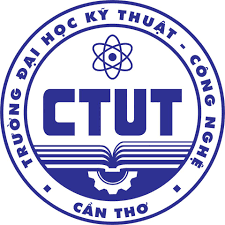 TRƯỜNG ĐẠI HỌC KỸ THUẬT - CÔNG NGHỆ
CTUT
CẦN THƠ